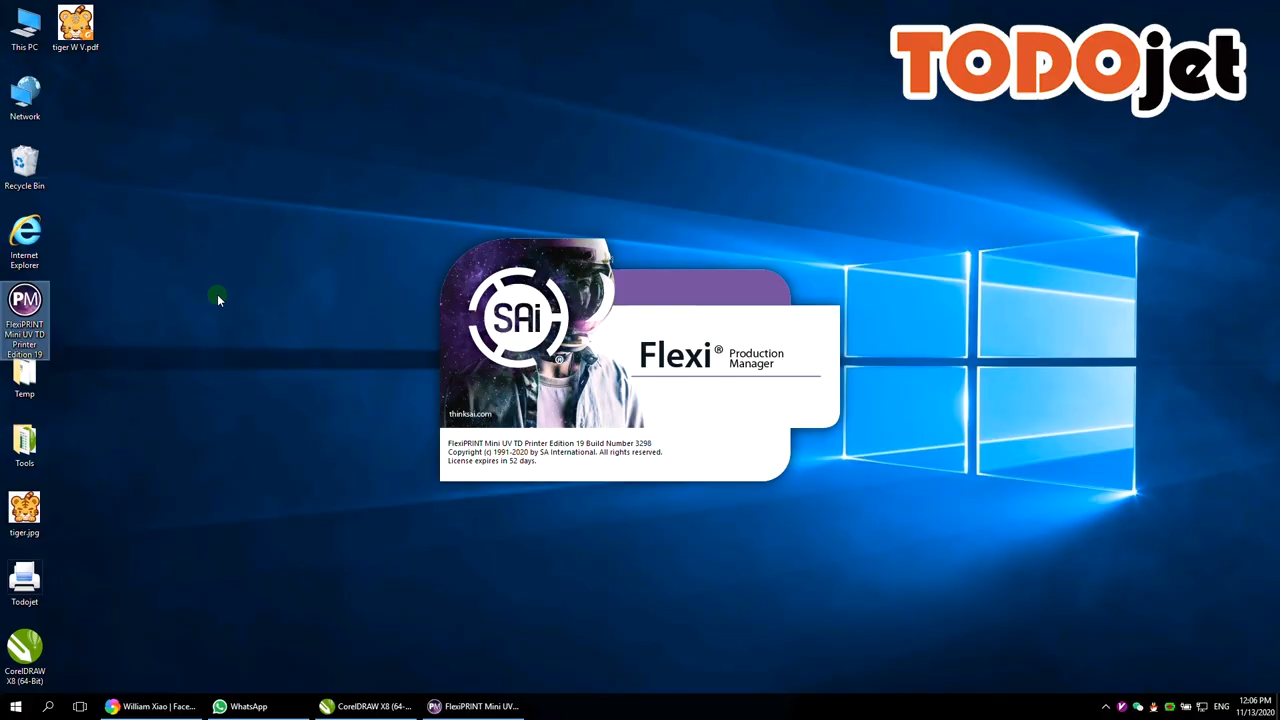 TODOjet
This PC
tiger W V.pdf
Network
Recycle Bin
Internet
Explorer
PM
FlexiPRINT
Mini UV TD
Printer
Edition 19
Temp
Tools
tiger.jpg
Todojet
CorelDRAW
X8 (64-Bit)
SAi
®
thinksai.com
Flexi® Production
Manager
FlexiPRINT Mini UV TD Printer Edition 19 Build Number 3298
Copyright (c) 1991-2020 by SA International. All rights reserved.
License expires in 52 days.
William Xiao | Face...
WhatsApp
CorelDRAW X8 (64-...
PM FlexiPRINT Mini UV...
ENG
12:06 PM
11/13/2020